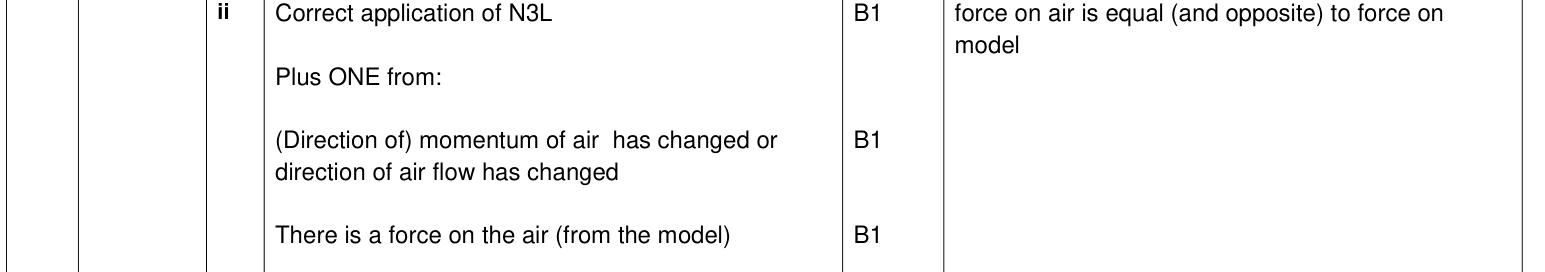 ii
Correct application of N3L
B1
force on air is equal (and opposite) to force on
model
Plus ONE from:
(Direction of) momentum of air  has changed or
B1
direction of air flow has changed
There is a force on the air (from the model)
B1